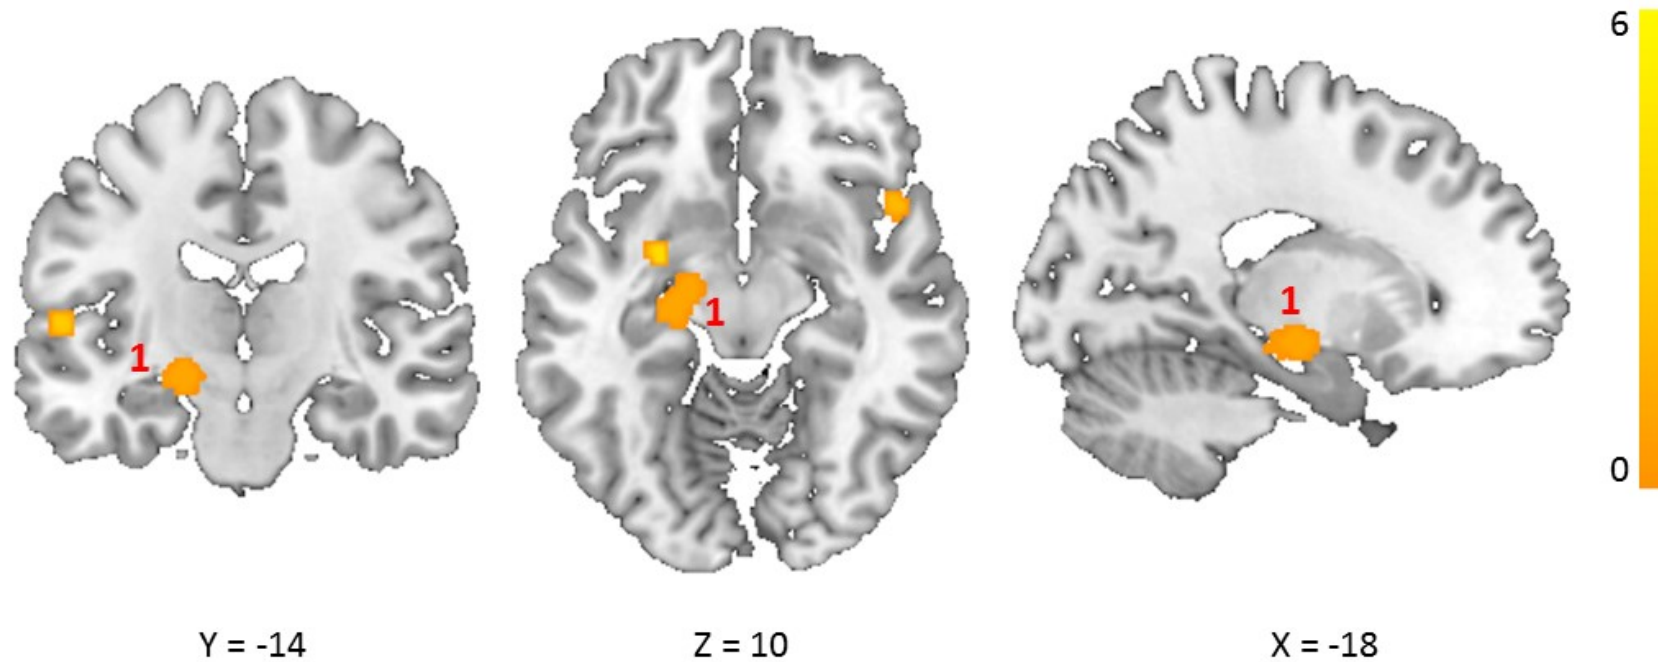 6
1
1
1
0
Y = -14
Z = 10
X = -18